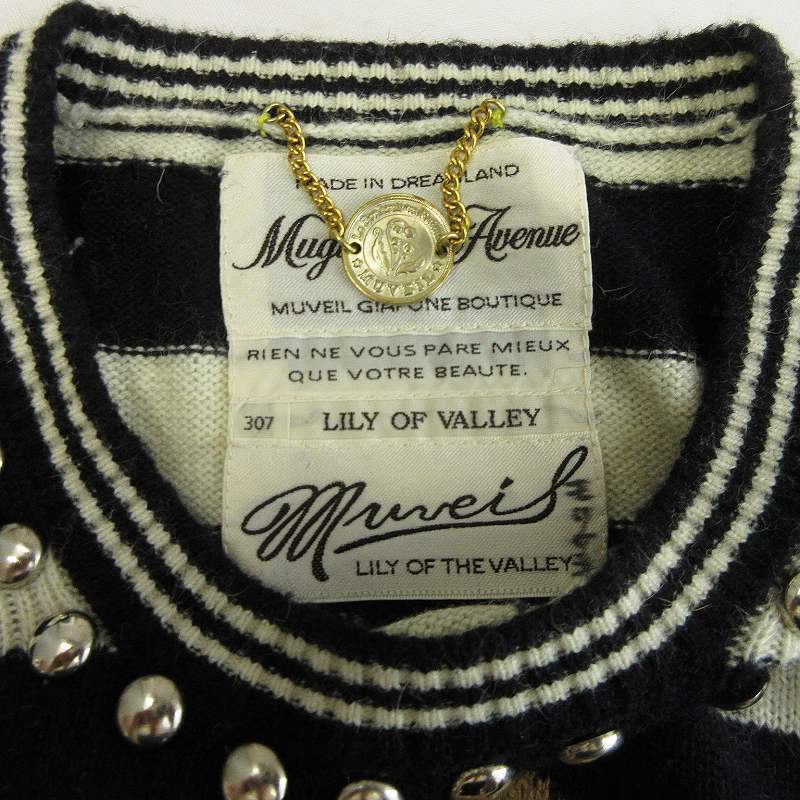 MADE IN DREAMLAND
Avenue
MUVEIL GIAPONE BOUTIQUE
MUVEIL
RIEN NE VOUS PARE MIEUX
QUE VOTRE BEAUTE.
307 LILY OF VALLEY
Muveil
LILY OF THE VALLEY